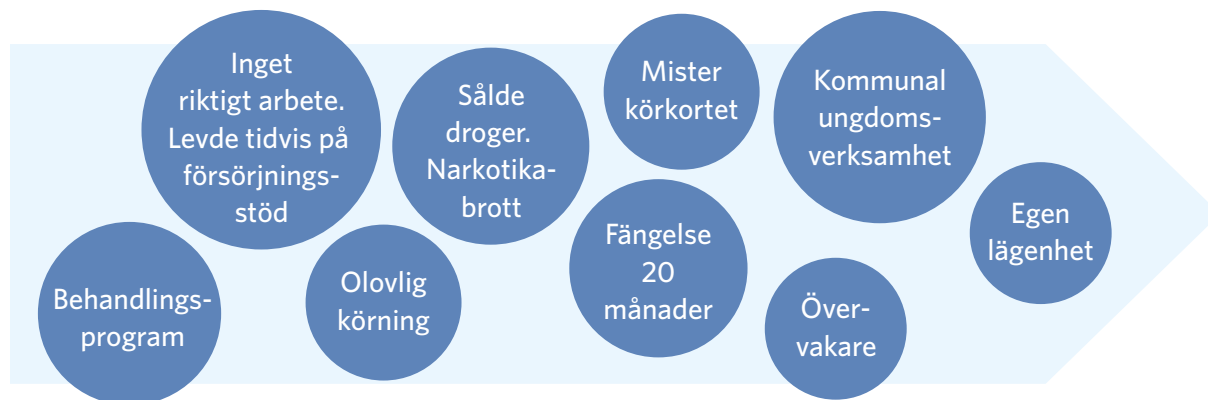 Behandlings-
program
Inget
riktigt arbete.
Levde tidvis på
försörjnings-
stöd
Olovlig
körning
Sålde
droger.
Narkotika-
brott
Fängelse
20
månader
Mister
körkortet
Över-
vakare
Kommunal
ungdoms-
verksamhet
Egen
lägenhet